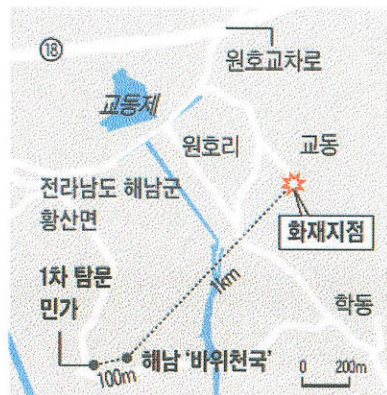 ⑱
원호교차로
교동제
원호리
교동
전라남도 해남군
황산면
화재지점
1차 탐문
민가
1km
학동
해남 '바위천국'
100m
0 200m